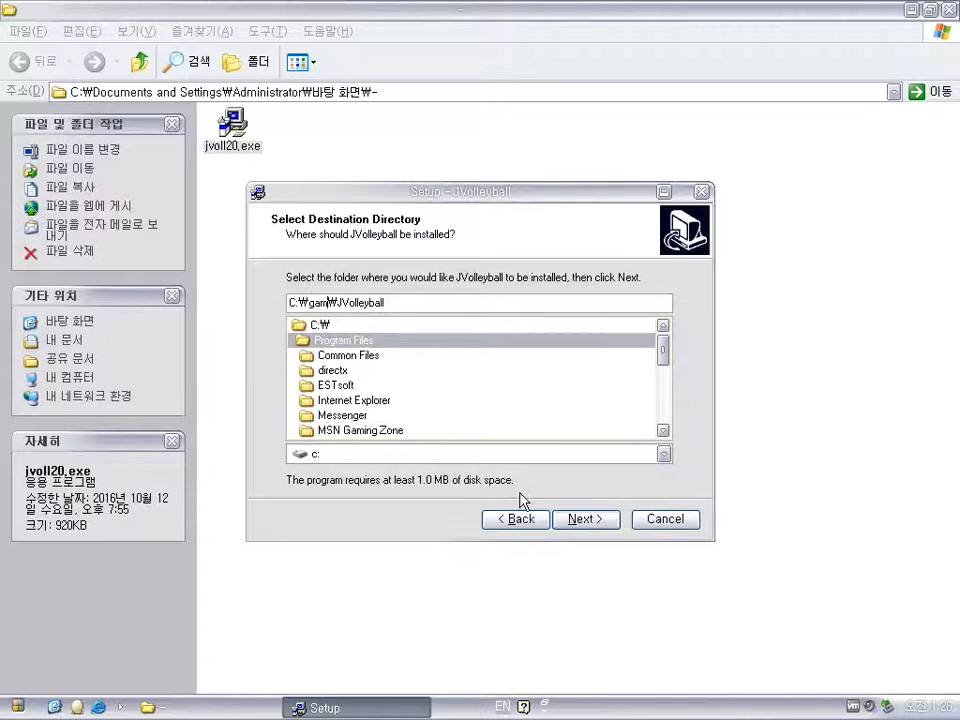 파일(F) 편집(E) 보기(V) 즐겨찾기(A) 도구(T) 도움말(H)
뒤로 검색 폴더
주소(D) C:₩Documents and Settings₩Administrator₩바탕 화면₩- 이동
파일 및 폴더 작업
파일 이름 변경
파일 이동
파일 복사
파일을 웹에 게시
파일을 전자 메일로 보
내기
파일 삭제
기타 위치
바탕 화면
내 문서
공유 문서
내 컴퓨터
내 네트워크 환경
자세히
jvoll20.exe
응용 프로그램
수정한 날짜: 2016년 10월 12
일 수요일, 오후 7:55
크기: 920KB
jvoll20.exe
Setup - JVolleyball
Select Destination Directory
Where should JVolleyball be installed?
Select the folder where you would like JVolleyball to be installed, then click Next.
C:₩gam₩JVolleyball
C:₩
Program Files
Common Files
directx
ESTsoft
Internet Explorer
Messenger
MSN Gaming Zone
c:
The program requires at least 1.0 MB of disk space.
< Back Next > Cancel
- Setup EN 오후 1:26